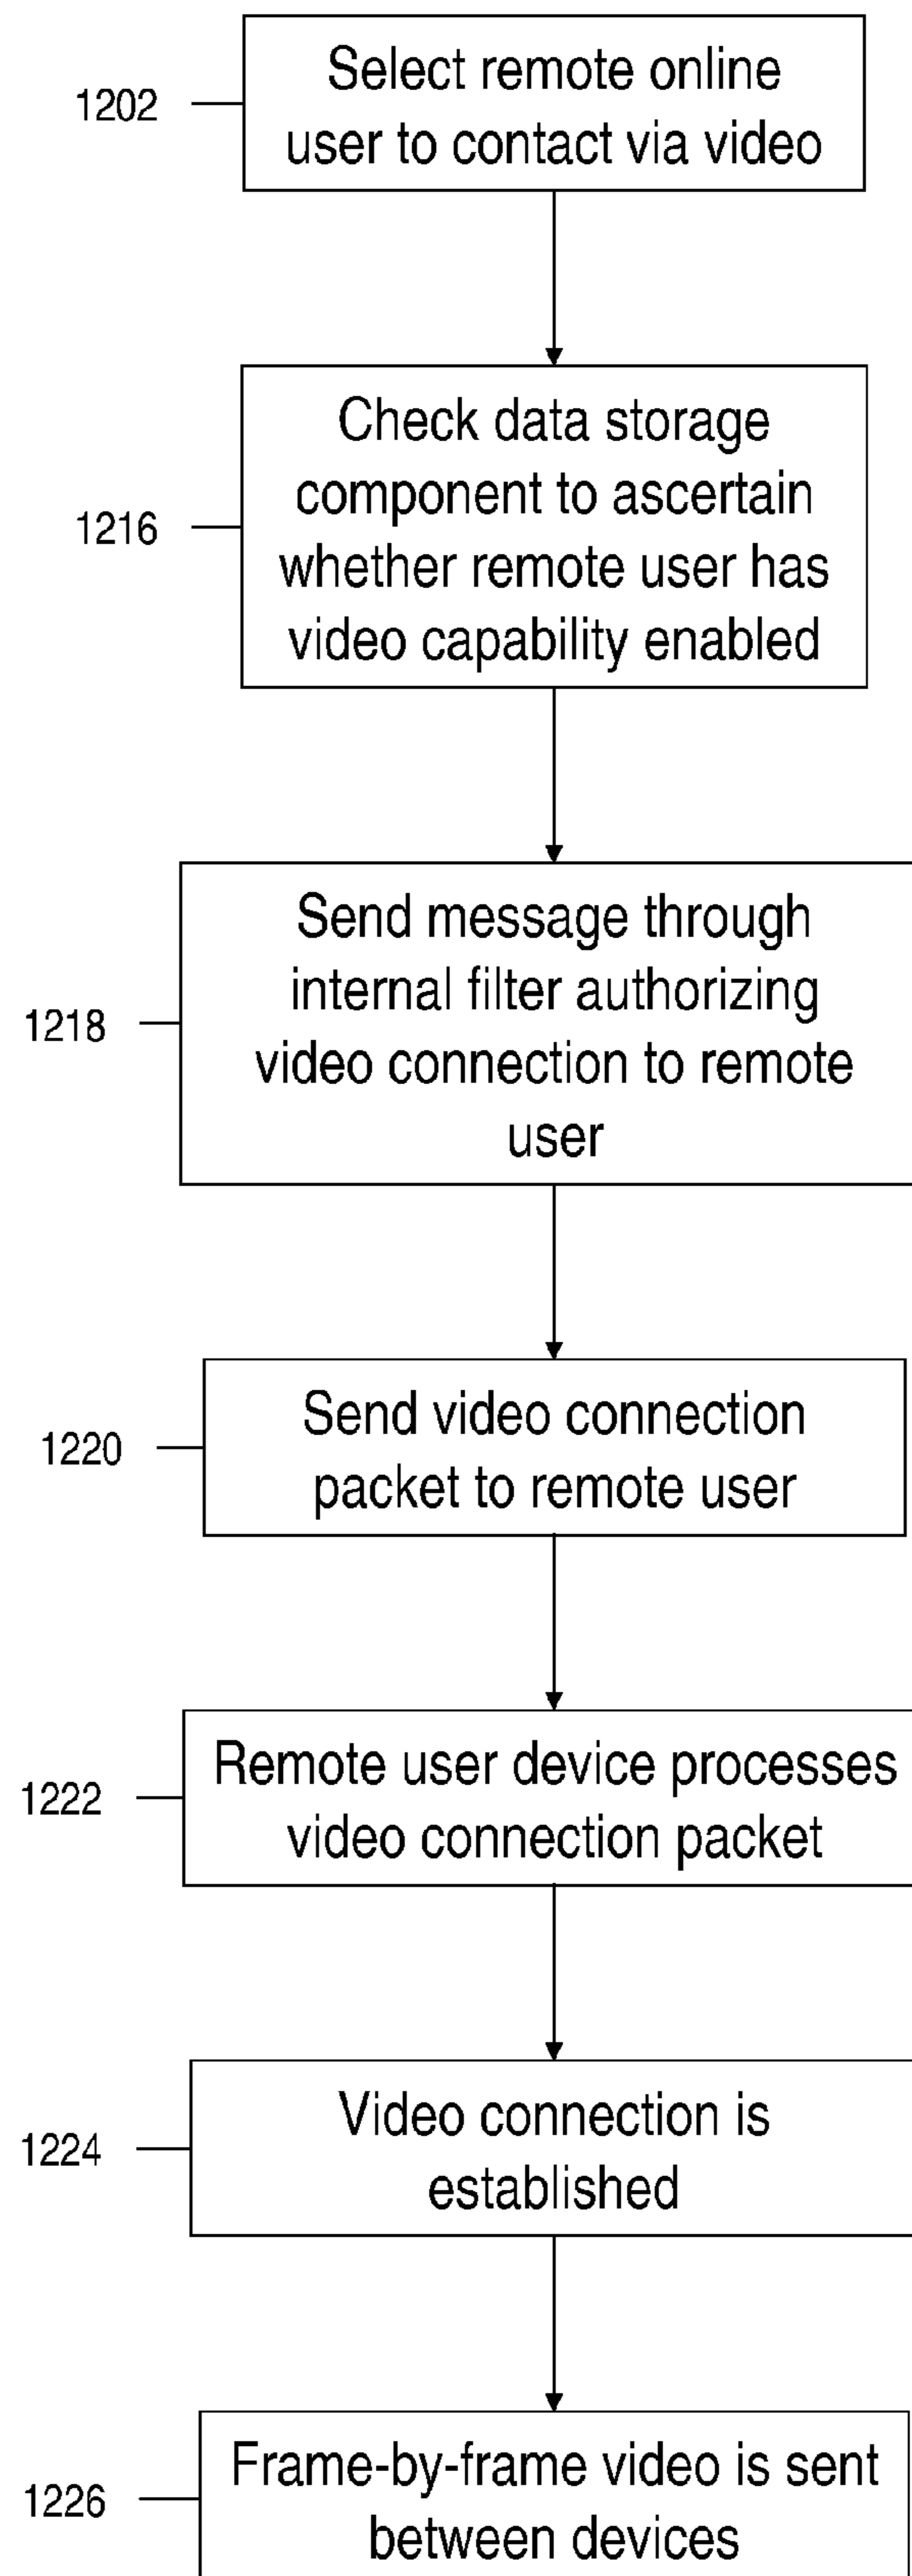 1202
Select remote online
user to contact via video
1216
Check data storage
component to ascertain
whether remote user has
video capability enabled
1218
Send message through
internal filter authorizing
video connection to remote
user
1220
Send video connection
packet to remote user
1222
Remote user device processes
video connection packet
1224
Video connection is
established
1226
Frame-by-frame video is sent
between devices